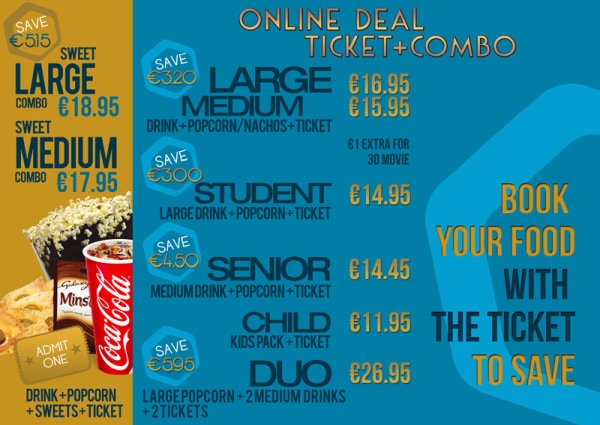 SAVE
€5.15
SWEET
LARGE
COMBO €18.95
SWEET
MEDIUM
COMBO €17.95
Galaxy
Minst
Coca-Cola
ADMIT
ONE
DRINK+POPCORN
+SWEETS+TICKET
ONLINE DEAL
TICKET+COMBO
SAVE
€3.20
LARGE €16.95
MEDIUM €15.95
DRINK+POPCORN/NACHOS+TICKET
€1 EXTRA FOR
3D MOVIE
SAVE
€3.00
STUDENT €14.95
LARGE DRINK+POPCORN+TICKET
SAVE
€4.50
SENIOR €14.45
MEDIUM DRINK+POPCORN+TICKET
CHILD €11.95
KIDS PACK+TICKET
SAVE
€5.95
DUO €26.95
LARGE POPCORN+2 MEDIUM DRINKS
+2 TICKETS
BOOK
YOUR FOOD
WITH
THE TICKET
TO SAVE